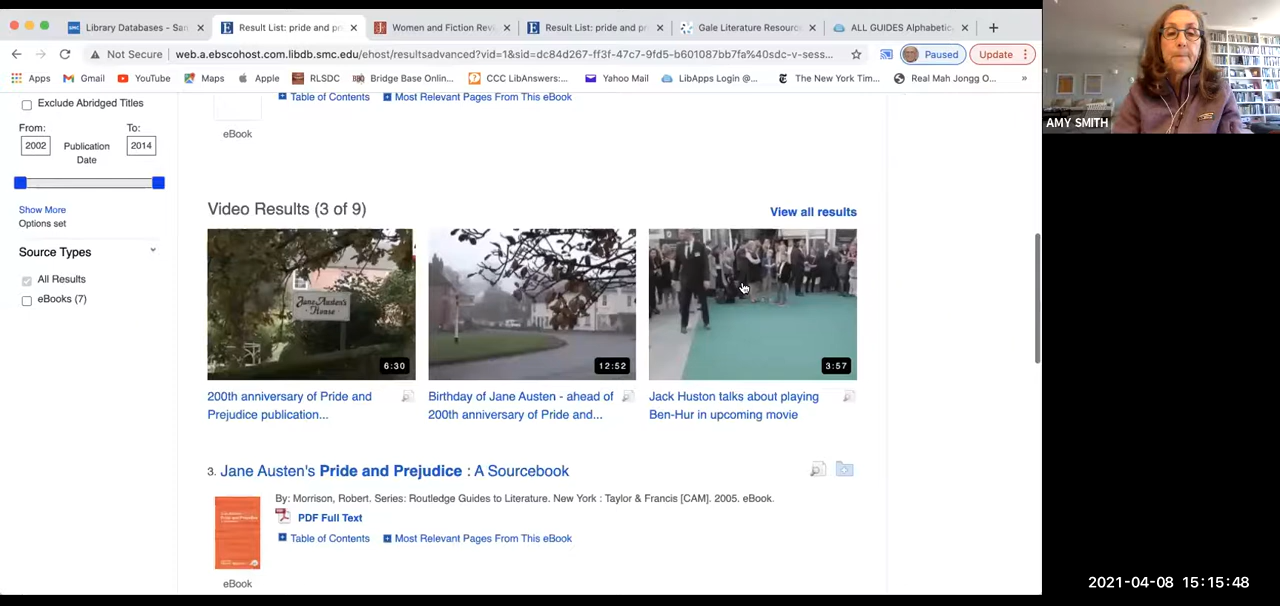 Library Databases - San
Result List: pride and pr
Women and Fiction Rev
Result List: pride and pr
Gale Literature Resourc
ALL GUIDES Alphabetic
Not Secure
web.a.ebscohost.com.libdb.smc.edu/ehost/resultsadvanced?vid=1&sid=dc84d267-ff3f-47c7-9fd5-b601087bb7fa%40sdc-v-sess...
Paused
Update
Apps
Gmail
YouTube
Maps
Apple
RLSDC
Bridge Base Onlin...
CCC LibAnswers:...
Yahoo Mail
LibApps Login @...
The New York Tim...
Real Mah Jongg O...
»
AMY SMITH
Exclude Abridged Titles
From:
To:
2002
Publication
Date
2014
Show More
Options set
Source Types
All Results
eBooks (7)
Table of Contents
Most Relevant Pages From This eBook
eBook
Video Results (3 of 9)
View all results
Jane Austen's
House
6:30
12:52
3:57
200th anniversary of Pride and
Prejudice publication...
Birthday of Jane Austen - ahead of
200th anniversary of Pride and...
Jack Huston talks about playing
Ben-Hur in upcoming movie
3. Jane Austen's Pride and Prejudice : A Sourcebook
By: Morrison, Robert. Series: Routledge Guides to Literature. New York : Taylor & Francis [CAM]. 2005. eBook.
PDF Full Text
Table of Contents
Most Relevant Pages From This eBook
Pride and Prejudice
eBook
2021-04-08 15:15:48